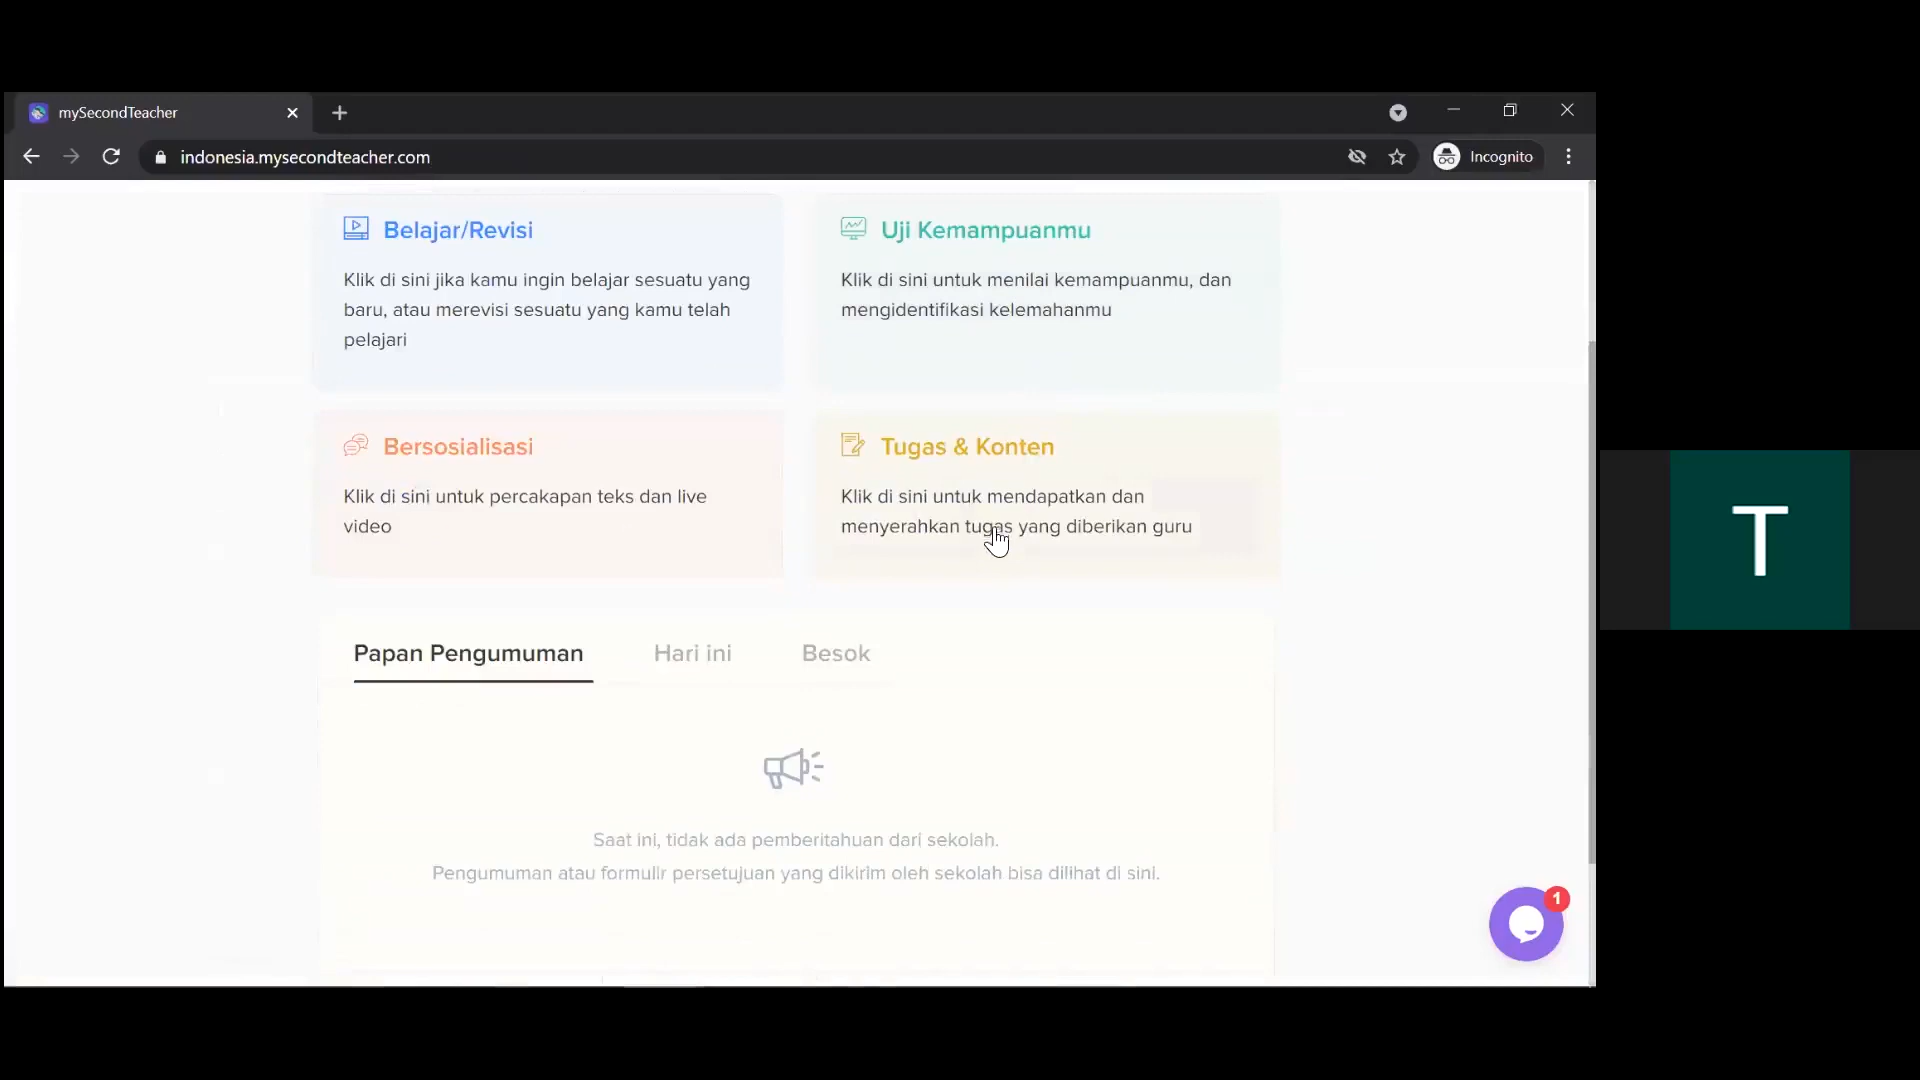 mySecondTeacher
indonesia.mysecondteacher.com
Incognito
Belajar/Revisi
Klik di sini jika kamu ingin belajar sesuatu yang
baru, atau merevisi sesuatu yang kamu telah
pelajari
Uji Kemampuanmu
Klik di sini untuk menilai kemampuanmu, dan
mengidentifikasi kelemahanmu
Bersosialisasi
Klik di sini untuk percakapan teks dan live
video
Tugas & Konten
Klik di sini untuk mendapatkan dan
menyerahkan tugas yang diberikan guru
Papan Pengumuman
Hari ini
Besok
Saat ini, tidak ada pemberitahuan dari sekolah.
Pengumuman atau formulir persetujuan yang dikirim oleh sekolah bisa dilihat di sini.
1
T